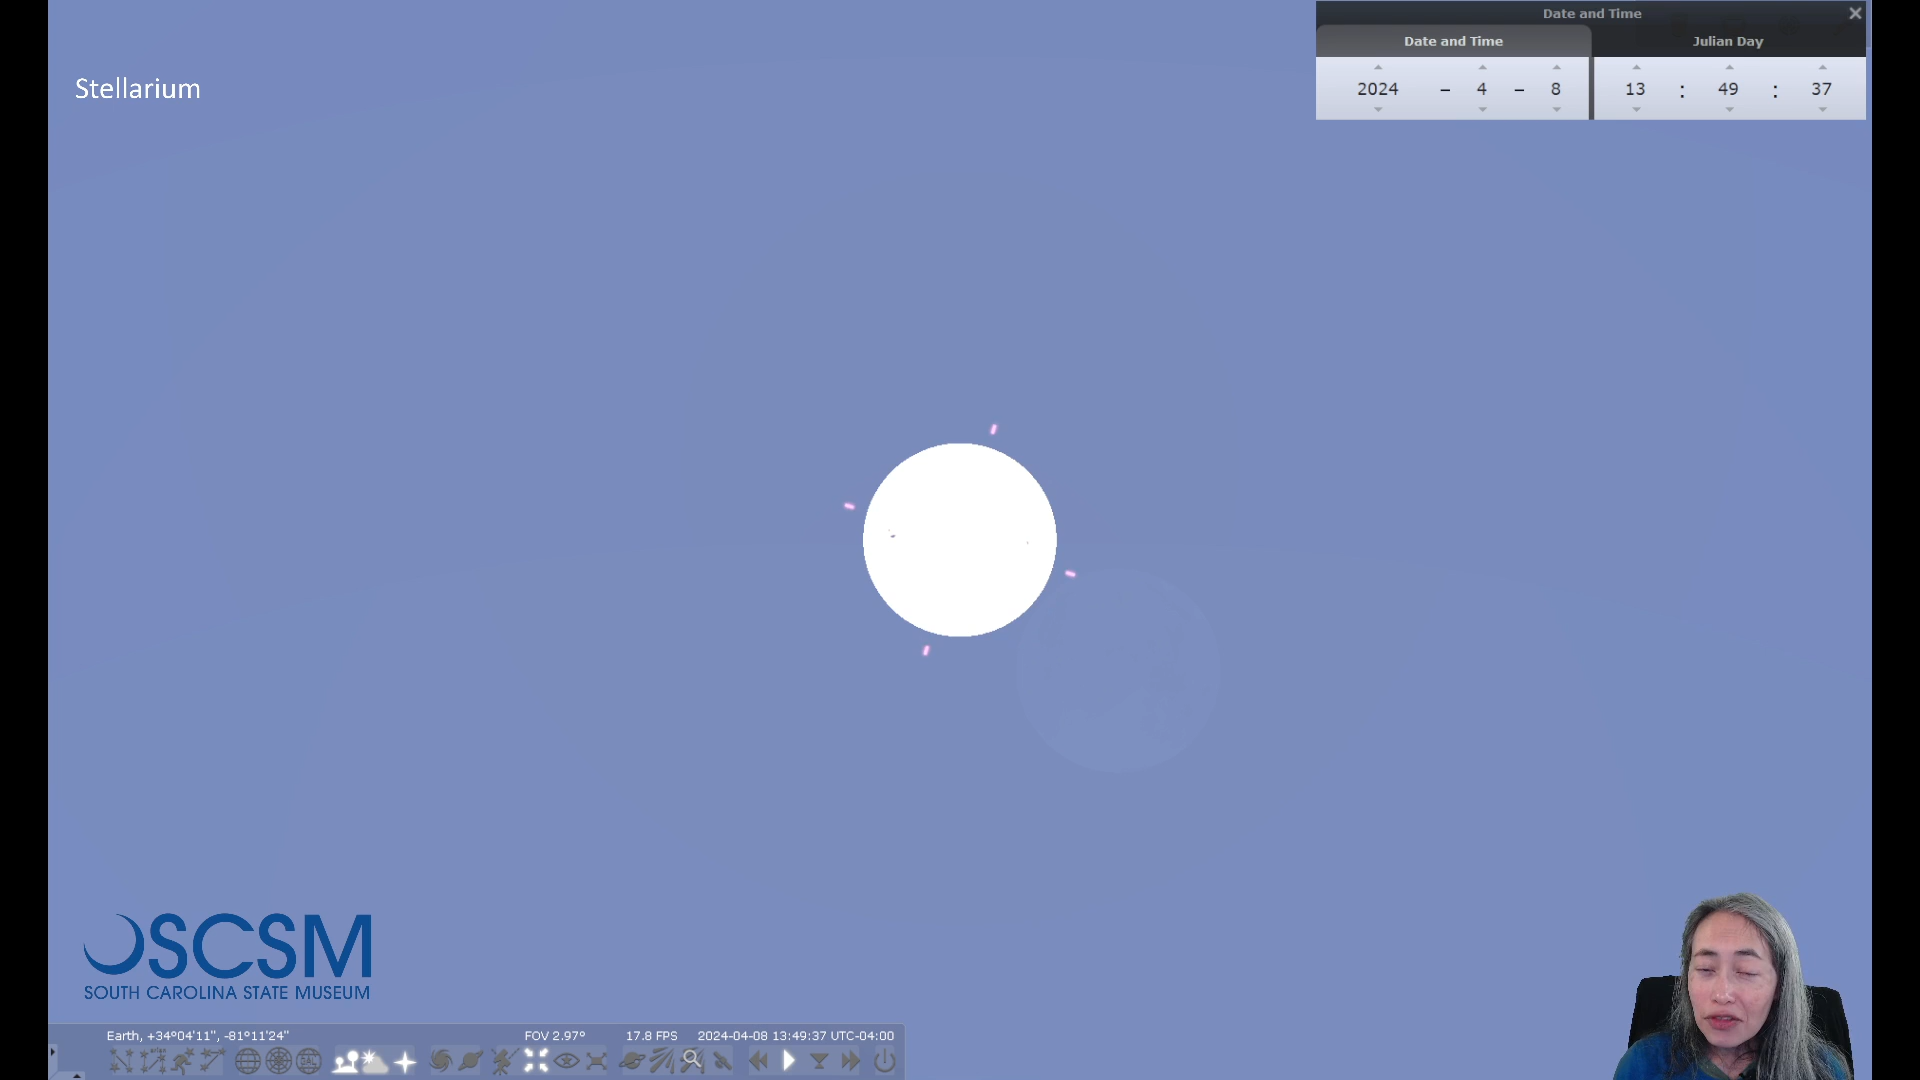 Date and Time
Date and Time
Julian Day
2024 - 4 - 8 13 : 49 : 37
Stellarium
SCSM
SOUTH CAROLINA STATE MUSEUM
Earth, +34°04'11", -81°11'24" FOV 2.97° 17.8 FPS 2024-04-08 13:49:37 UTC-04:00